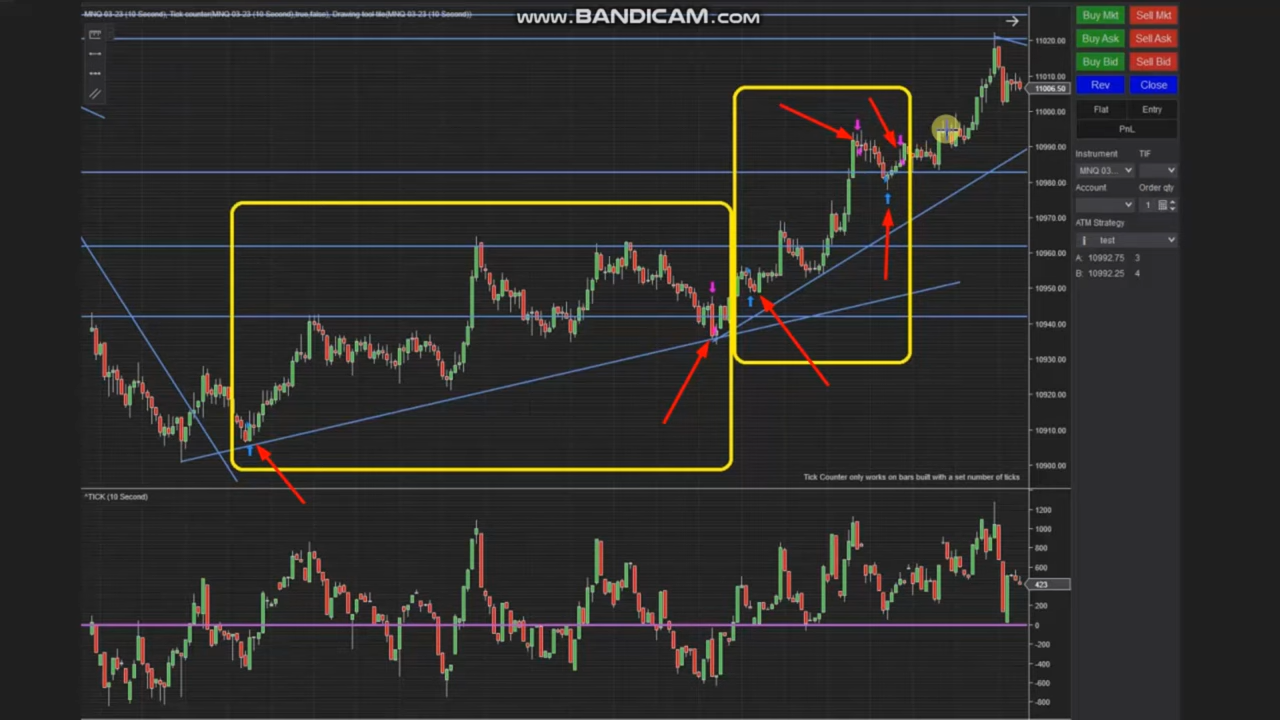 www.BANDICAM.com
MNQ 03-23 (10 Second), Tick counter(MNQ 03-23 (10 Second),true,false), Drawing tool tile(MNQ 03-23 (10 Second))
Buy Mkt Sell Mkt
Buy Ask Sell Ask
Buy Bid Sell Bid
Rev Close
Flat Entry
PnL
Instrument TIF
MNQ 03...
Account Order qty
1
ATM Strategy
test
A: 10992.75 3
B: 10992.25 4
11020.00
11010.00
11006.50
11000.00
10990.00
10980.00
10970.00
10960.00
10950.00
10940.00
10930.00
10920.00
10910.00
10900.00
Tick Counter only works on bars built with a set number of ticks
^TICK (10 Second)
1200
1000
800
600
423
200
0
-200
-400
-600
-800